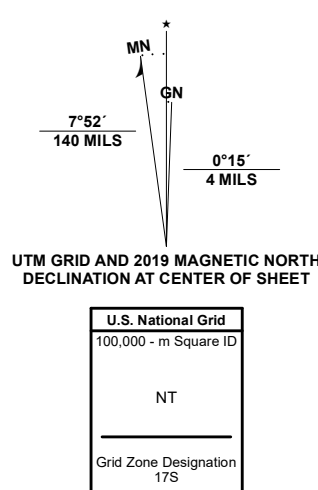 ★
MN
GN
7°52´
140 MILS
0°15´
4 MILS
UTM GRID AND 2019 MAGNETIC NORTH
DECLINATION AT CENTER OF SHEET
U.S. National Grid
100,000 - m Square ID
NT
Grid Zone Designation
17S